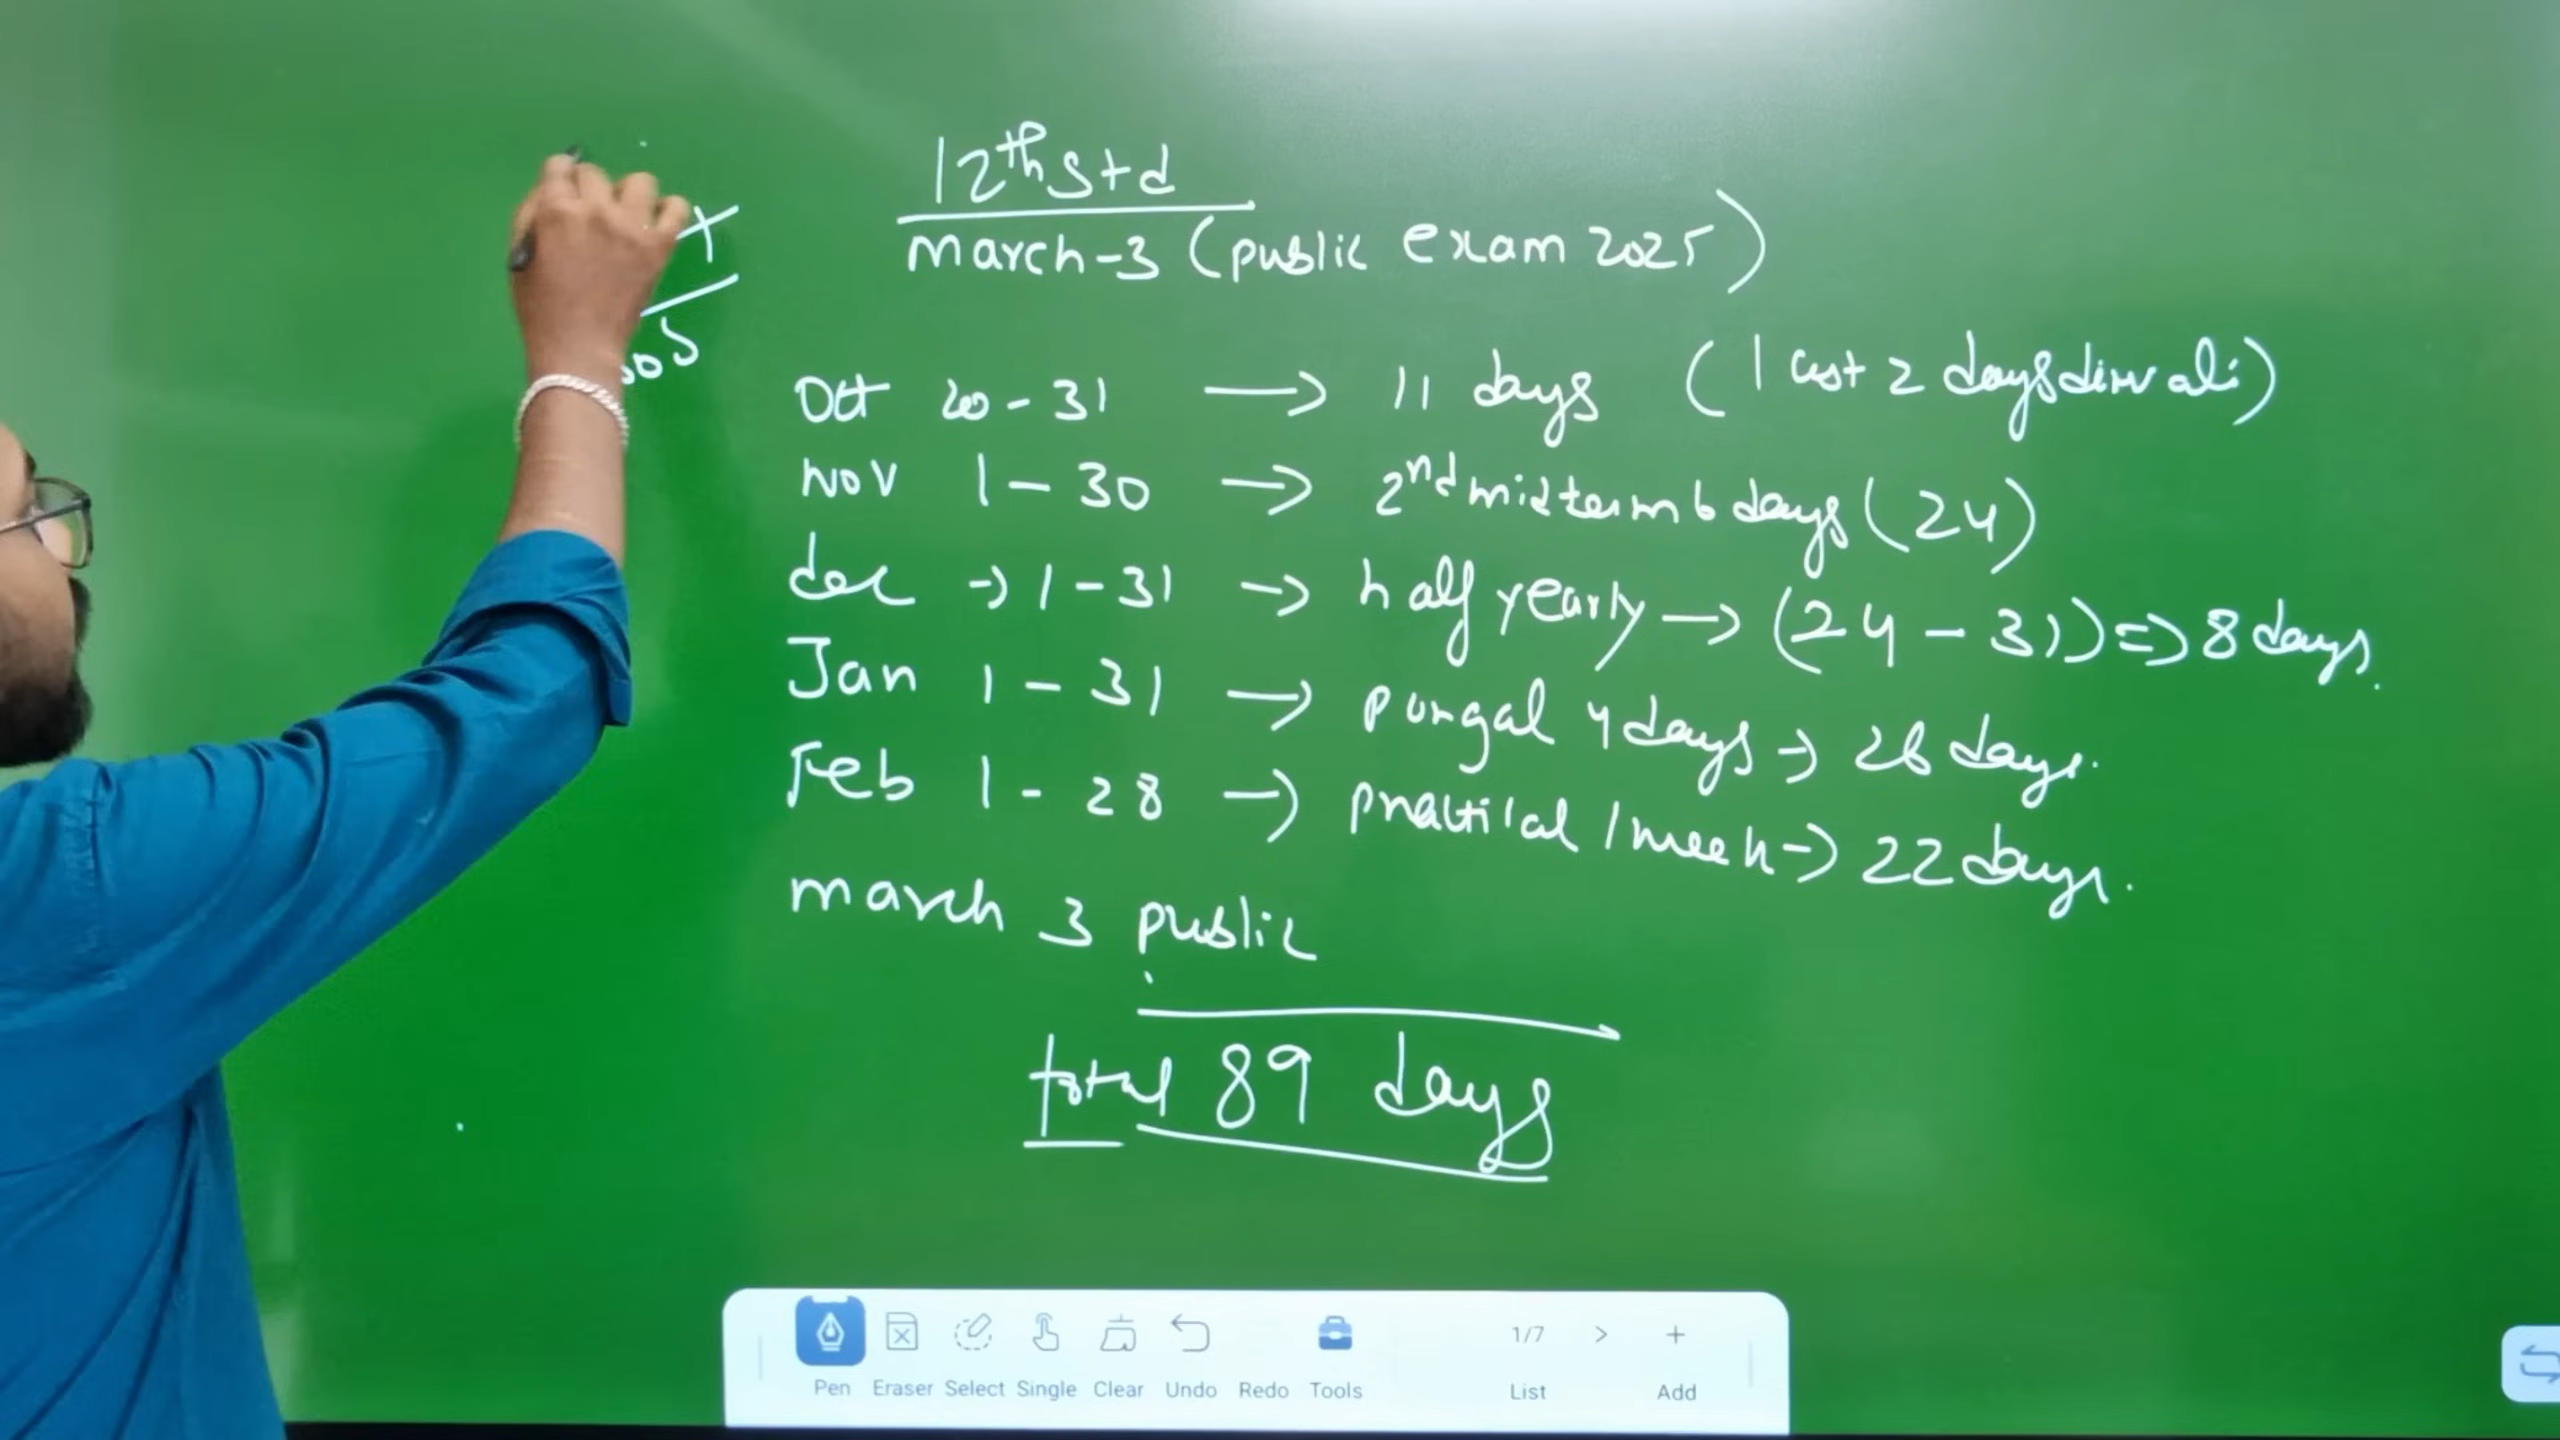 12th Std
March-3 (public exam 2025)
Oct 20-31 → 11 days (last 2 days diwali)
Nov 1-30 → 2nd midterm 6 days (24)
dec → 1-31 → half yearly → (24-31) => 8 days.
Jan 1-31 → pongal 4 days → 26 days.
Feb 1-28 → practical 1 week → 22 days.
march 3 public
total 89 days
Pen Eraser Select Single Clear Undo Redo Tools 1/7 > +
List Add